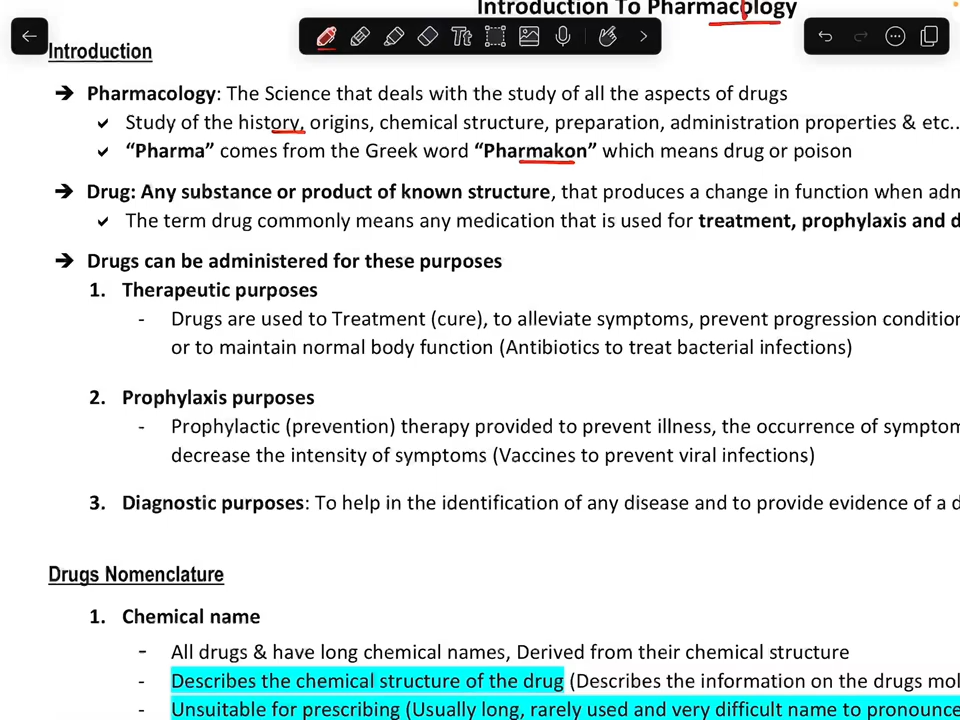 Introduction To Pharmacology
Introduction
➔ Pharmacology: The Science that deals with the study of all the aspects of drugs
✔ Study of the history, origins, chemical structure, preparation, administration properties & etc..
✔ “Pharma” comes from the Greek word “Pharmakon” which means drug or poison
➔ Drug: Any substance or product of known structure, that produces a change in function when adm
✔ The term drug commonly means any medication that is used for treatment, prophylaxis and d
➔ Drugs can be administered for these purposes
1. Therapeutic purposes
- Drugs are used to Treatment (cure), to alleviate symptoms, prevent progression condition
or to maintain normal body function (Antibiotics to treat bacterial infections)
2. Prophylaxis purposes
- Prophylactic (prevention) therapy provided to prevent illness, the occurrence of symptom
decrease the intensity of symptoms (Vaccines to prevent viral infections)
3. Diagnostic purposes: To help in the identification of any disease and to provide evidence of a d
Drugs Nomenclature
1. Chemical name
- All drugs & have long chemical names, Derived from their chemical structure
- Describes the chemical structure of the drug (Describes the information on the drugs mol
- Unsuitable for prescribing (Usually long, rarely used and very difficult name to pronounce